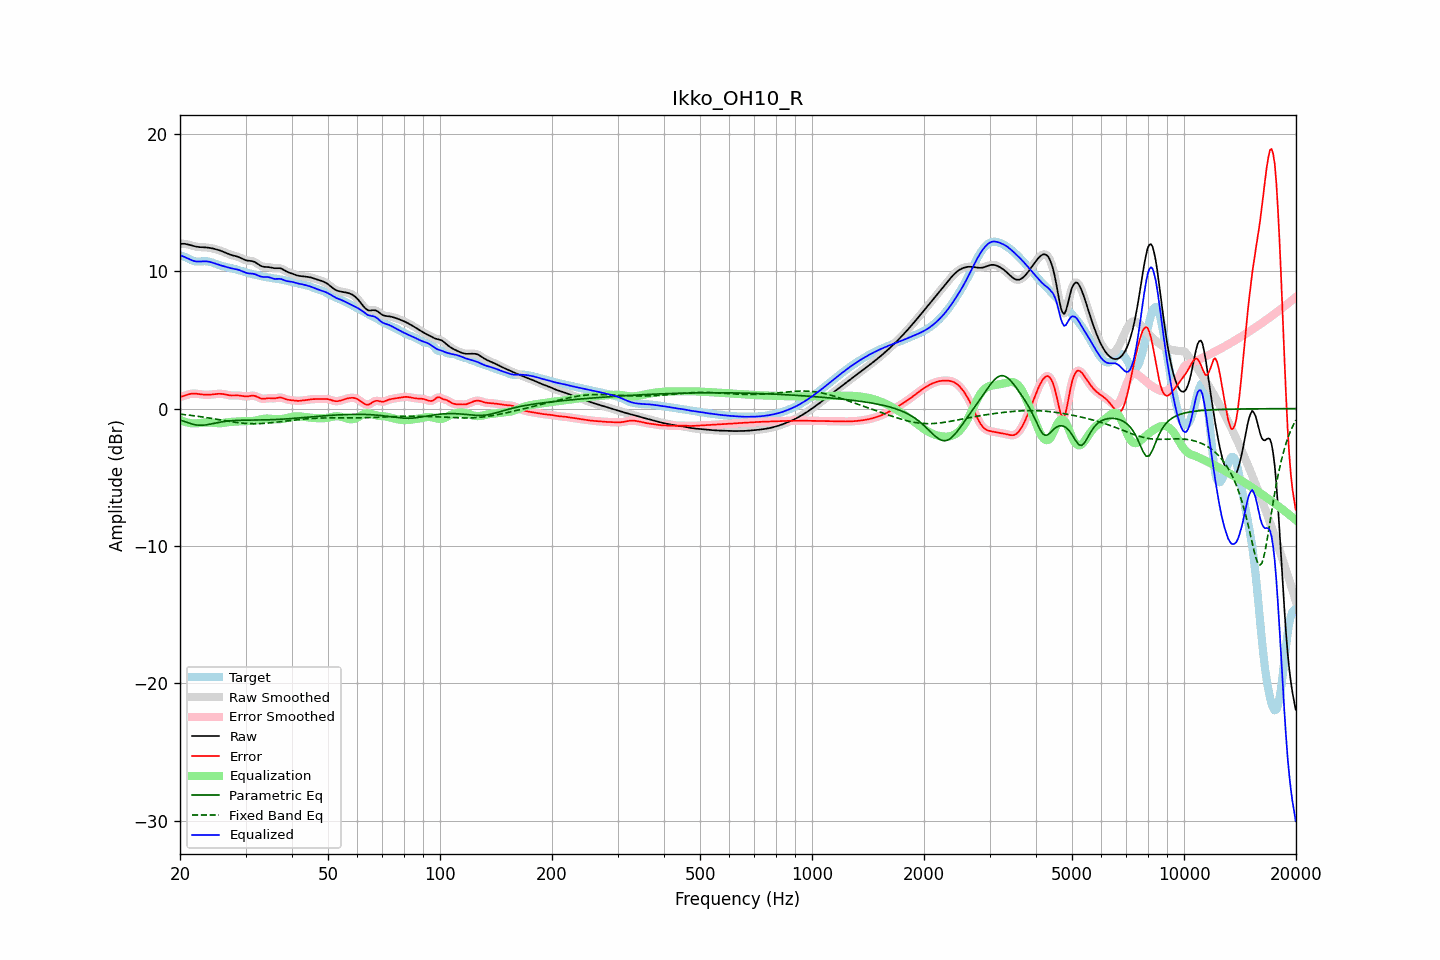 Ikko_OH10_R
Amplitude (dBr)
20
10
0
−10
−20
−30
Target
Raw Smoothed
Error Smoothed
Raw
Error
Equalization
Parametric Eq
Fixed Band Eq
Equalized
20 50 100 200 500 1000 2000 5000 10000 20000
Frequency (Hz)